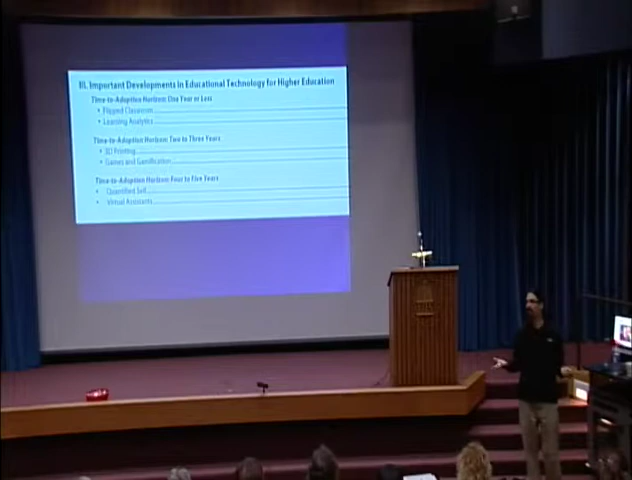 III. Important Developments in Educational Technology for Higher Education
Time-to-Adoption Horizon: One Year or Less
• Flipped Classroom
• Learning Analytics
Time-to-Adoption Horizon: Two to Three Years
• 3D Printing
• Games and Gamification
Time-to-Adoption Horizon: Four to Five Years
• Quantified Self
• Virtual Assistants